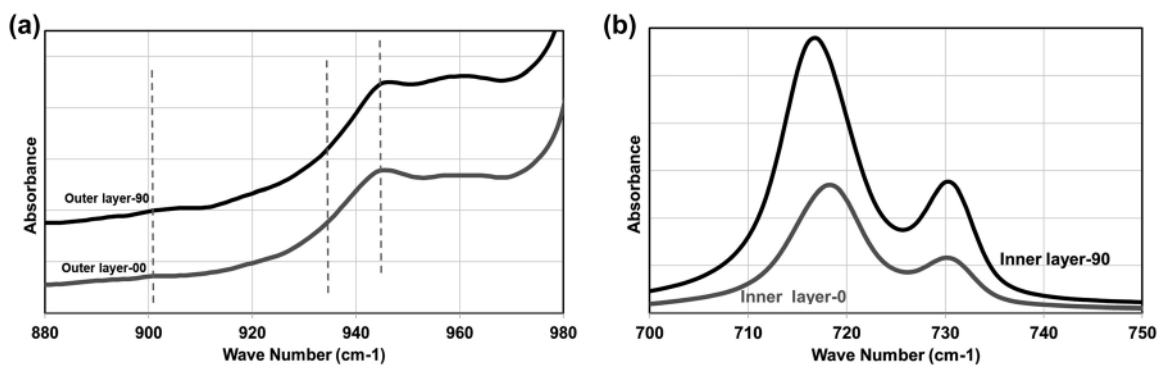 (a)
Absorbance
Outer layer-90
Outer layer-00
880 900 920 940 960 980
Wave Number (cm-1)
(b)
Absorbance
Inner layer-90
Inner layer-0
700 710 720 730 740 750
Wave Number (cm-1)